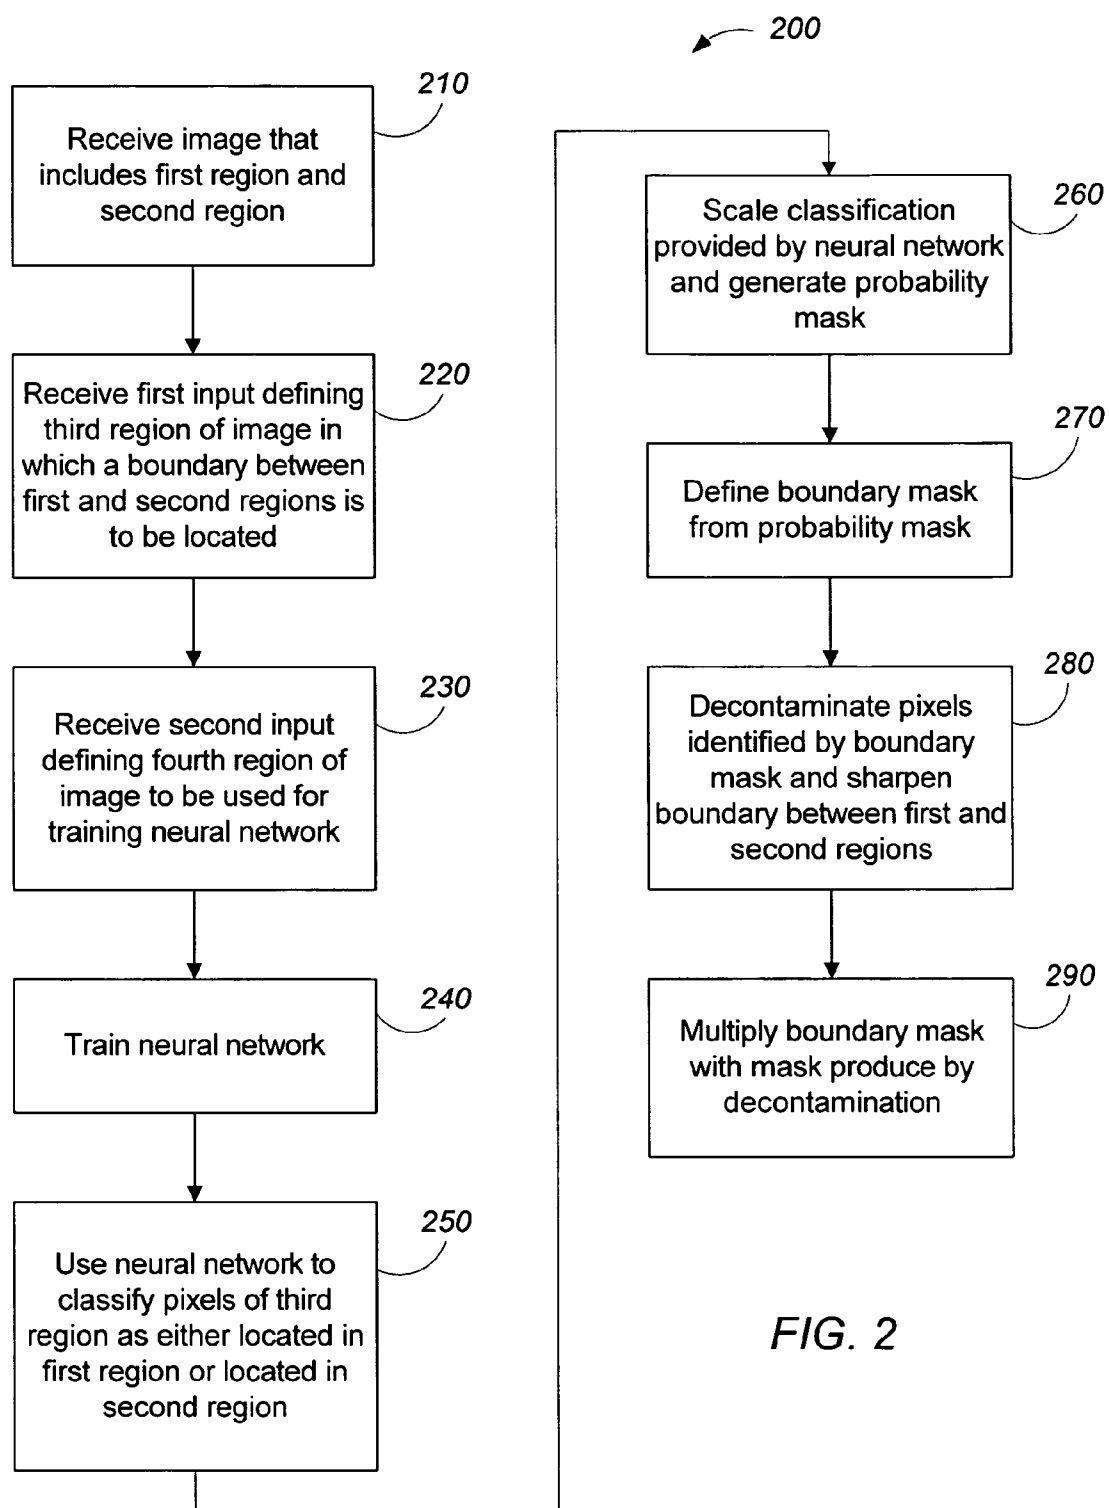 200
210
Receive image that
includes first region and
second region
220
Receive first input defining
third region of image in
which a boundary between
first and second regions is
to be located
230
Receive second input
defining fourth region of
image to be used for
training neural network
240
Train neural network
250
Use neural network to
classify pixels of third
region as either located in
first region or located in
second region
260
Scale classification
provided by neural network
and generate probability
mask
270
Define boundary mask
from probability mask
280
Decontaminate pixels
identified by boundary
mask and sharpen
boundary between first and
second regions
290
Multiply boundary mask
with mask produce by
decontamination
FIG. 2